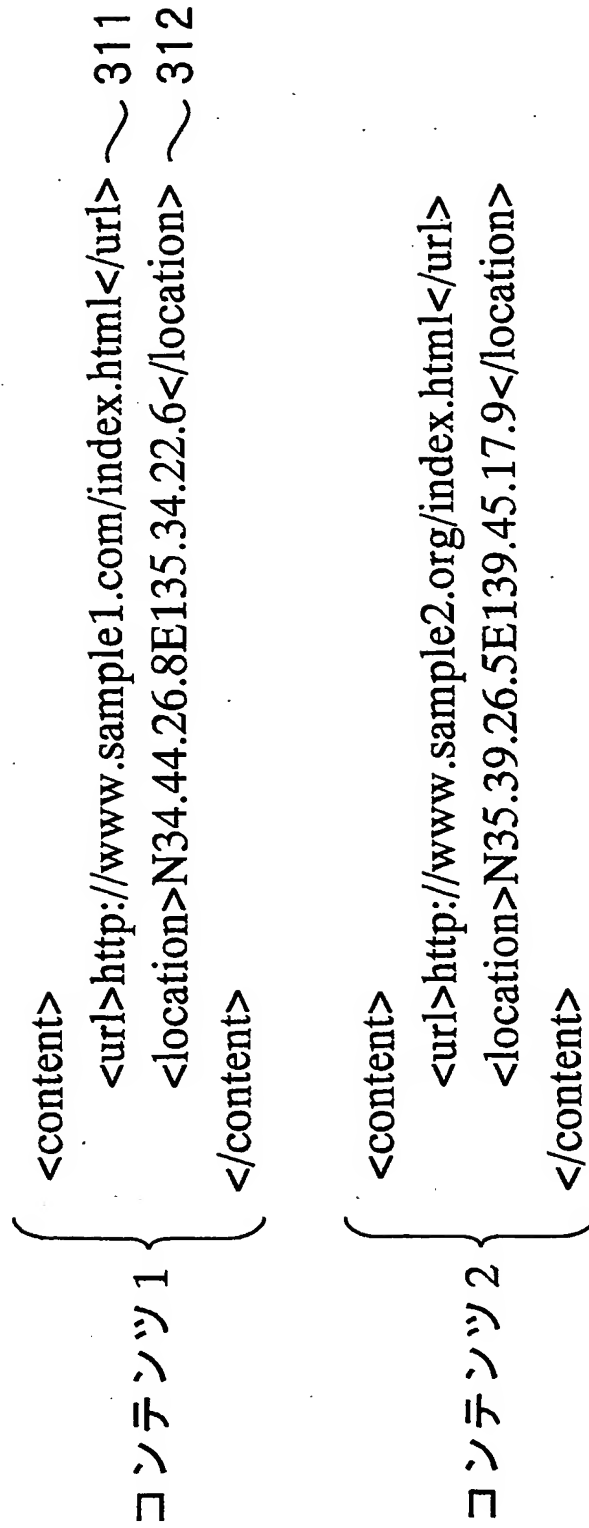 コンテンツ1
<content>
<url>http://www.sample1.com/index.html</url> ～311
<location>N34.44.26.8E135.34.22.6</location> ～312
</content>
コンテンツ2
<content>
<url>http://www.sample2.org/index.html</url>
<location>N35.39.26.5E139.45.17.9</location>
</content>